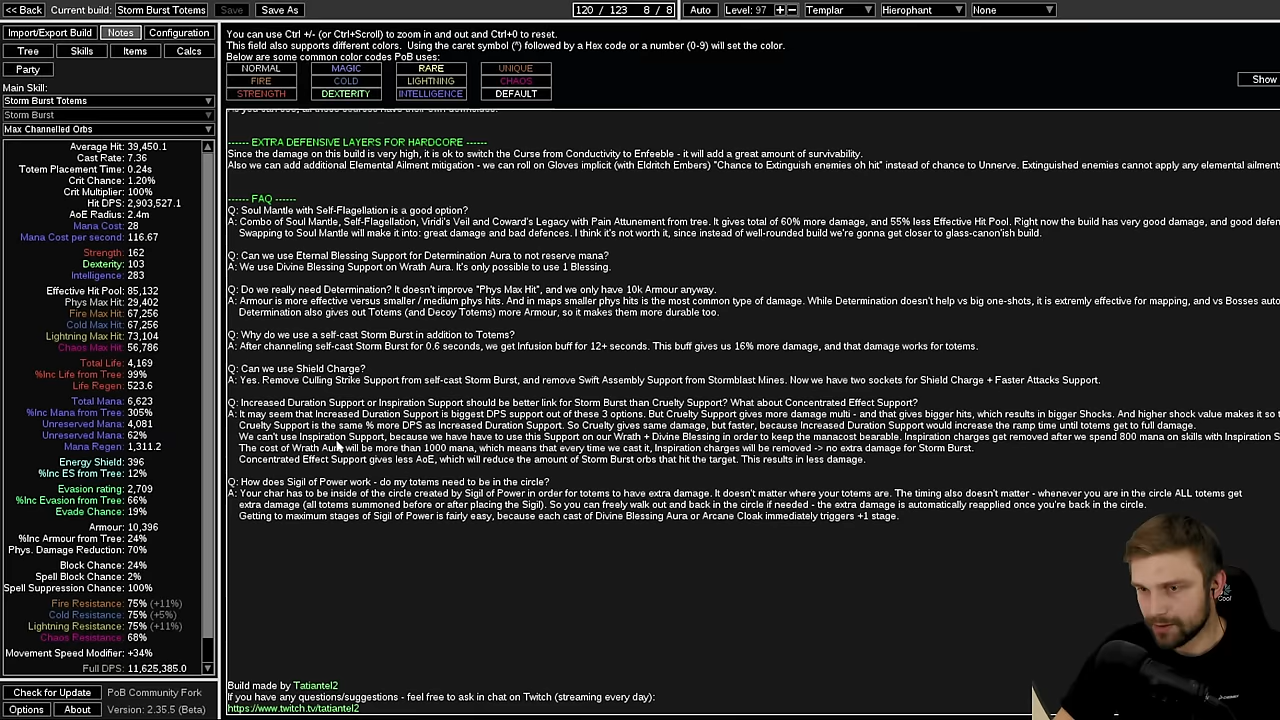 << Back
Current build: Storm Burst Totems
Save
Save As
120 / 123   8 / 8
Auto
Level: 97
Templar
Hierophant
None
Import/Export Build
Notes
Configuration
Tree
Skills
Items
Calcs
Party
Main Skill:
Storm Burst Totems
Storm Burst
Max Channelled Orbs
Average Hit: 39,450.1
Cast Rate: 7.36
Totem Placement Time: 0.24s
Crit Chance: 1.20%
Crit Multiplier: 100%
Hit DPS: 2,903,527.1
AoE Radius: 2.4m
Mana Cost: 28
Mana Cost per second: 116.67
Strength: 162
Dexterity: 103
Intelligence: 283
Effective Hit Pool: 85,132
Phys Max Hit: 29,402
Fire Max Hit: 67,256
Cold Max Hit: 67,256
Lightning Max Hit: 73,104
Chaos Max Hit: 56,786
Total Life: 4,169
%Inc Life from Tree: 99%
Life Regen: 523.6
Total Mana: 6,623
%Inc Mana from Tree: 305%
Unreserved Mana: 4,081
Unreserved Mana: 62%
Mana Regen: 1,311.2
Energy Shield: 396
%Inc ES from Tree: 12%
Evasion rating: 2,709
%Inc Evasion from Tree: 66%
Evade Chance: 19%
Armour: 10,396
%Inc Armour from Tree: 24%
Phys. Damage Reduction: 70%
Block Chance: 24%
Spell Block Chance: 2%
Spell Suppression Chance: 100%
Fire Resistance: 75% (+11%)
Cold Resistance: 75% (+5%)
Lightning Resistance: 75% (+11%)
Chaos Resistance: 68%
Movement Speed Modifier: +34%
Full DPS: 11,625,385.0
Check for Update
PoB Community Fork
Options
About
Version: 2.35.5 (Beta)
You can use Ctrl +/- (or Ctrl+Scroll) to zoom in and out and Ctrl+0 to reset.
This field also supports different colors. Using the caret symbol (^) followed by a Hex code or a number (0-9) will set the color.
Below are some common color codes PoB uses:
NORMAL
MAGIC
RARE
UNIQUE
FIRE
COLD
LIGHTNING
CHAOS
STRENGTH
DEXTERITY
INTELLIGENCE
DEFAULT
Show
------ EXTRA DEFENSIVE LAYERS FOR HARDCORE ------
Since the damage on this build is very high, it is ok to switch the Curse from Conductivity to Enfeeble - it will add a great amount of survivability.
Also we can add additional Elemental Ailment mitigation - we can roll on Gloves implicit (with Eldritch Embers) "Chance to Extinguish enemies oh hit" instead of chance to Unnerve. Extinguished enemies cannot apply any elemental ailments
------ FAQ ------
Q: Soul Mantle with Self-Flagellation is a good option?
A: Combo of Soul Mantle, Self-Flagellation, Viridi's Veil and Coward's Legacy with Pain Attunement from tree. It gives total of 60% more damage, and 55% less Effective Hit Pool. Right now the build has very good damage, and good defen
Swapping to Soul Mantle will make it into: great damage and bad defences. I think it's not worth it, since instead of well-rounded build we're gonna get closer to glass-canon'ish build.
Q: Can we use Eternal Blessing Support for Determination Aura to not reserve mana?
A: We use Divine Blessing Support on Wrath Aura. It's only possible to use 1 Blessing.
Q: Do we really need Determination? It doesn't improve "Phys Max Hit", and we only have 10k Armour anyway.
A: Armour is more effective versus smaller / medium phys hits. And in maps smaller phys hits is the most common type of damage. While Determination doesn't help vs big one-shots, it is extremly effective for mapping, and vs Bosses auto
Determination also gives out Totems (and Decoy Totems) more Armour, so it makes them more durable too.
Q: Why do we use a self-cast Storm Burst in addition to Totems?
A: After channeling self-cast Storm Burst for 0.6 seconds, we get Infusion buff for 12+ seconds. This buff gives us 16% more damage, and that damage works for totems.
Q: Can we use Shield Charge?
A: Yes. Remove Culling Strike Support from self-cast Storm Burst, and remove Swift Assembly Support from Stormblast Mines. Now we have two sockets for Shield Charge + Faster Attacks Support.
Q: Increased Duration Support or Inspiration Support should be better link for Storm Burst than Cruelty Support? What about Concentrated Effect Support?
A: It may seem that Increased Duration Support is biggest DPS support out of these 3 options. But Cruelty Support gives more damage multi - and that gives bigger hits, which results in bigger Shocks. And higher shock value makes it so t
Cruelty Support is the same % more DPS as Increased Duration Support. So Cruelty gives same damage, but faster, because Increased Duration Support would increase the ramp time until totems get to full damage.
We can't use Inspiration Support, because we have have to use this Support on our Wrath + Divine Blessing in order to keep the manacost bearable. Inspiration charges get removed after we spend 800 mana on skills with Inspiration S
The cost of Wrath Aura will be more than 1000 mana, which means that every time we cast it, Inspiration charges will be removed -> no extra damage for Storm Burst.
Concentrated Effect Support gives less AoE, which will reduce the amount of Storm Burst orbs that hit the target. This results in less damage.
Q: How does Sigil of Power work - do my totems need to be in the circle?
A: Your char has to be inside of the circle created by Sigil of Power in order for totems to have extra damage. It doesn't matter where your totems are. The timing also doesn't matter - whenever you are in the circle ALL totems get
extra damage (all totems summoned before or after placing the Sigil). So you can freely walk out and back in the circle if needed - the extra damage is automatically reapplied once you're back in the circle.
Getting to maximum stages of Sigil of Power is fairly easy, because each cast of Divine Blessing Aura or Arcane Cloak immediately triggers +1 stage.
Build made by Tatiantel2
If you have any questions/suggestions - feel free to ask in chat on Twitch (streaming every day):
https://www.twitch.tv/tatiantel2